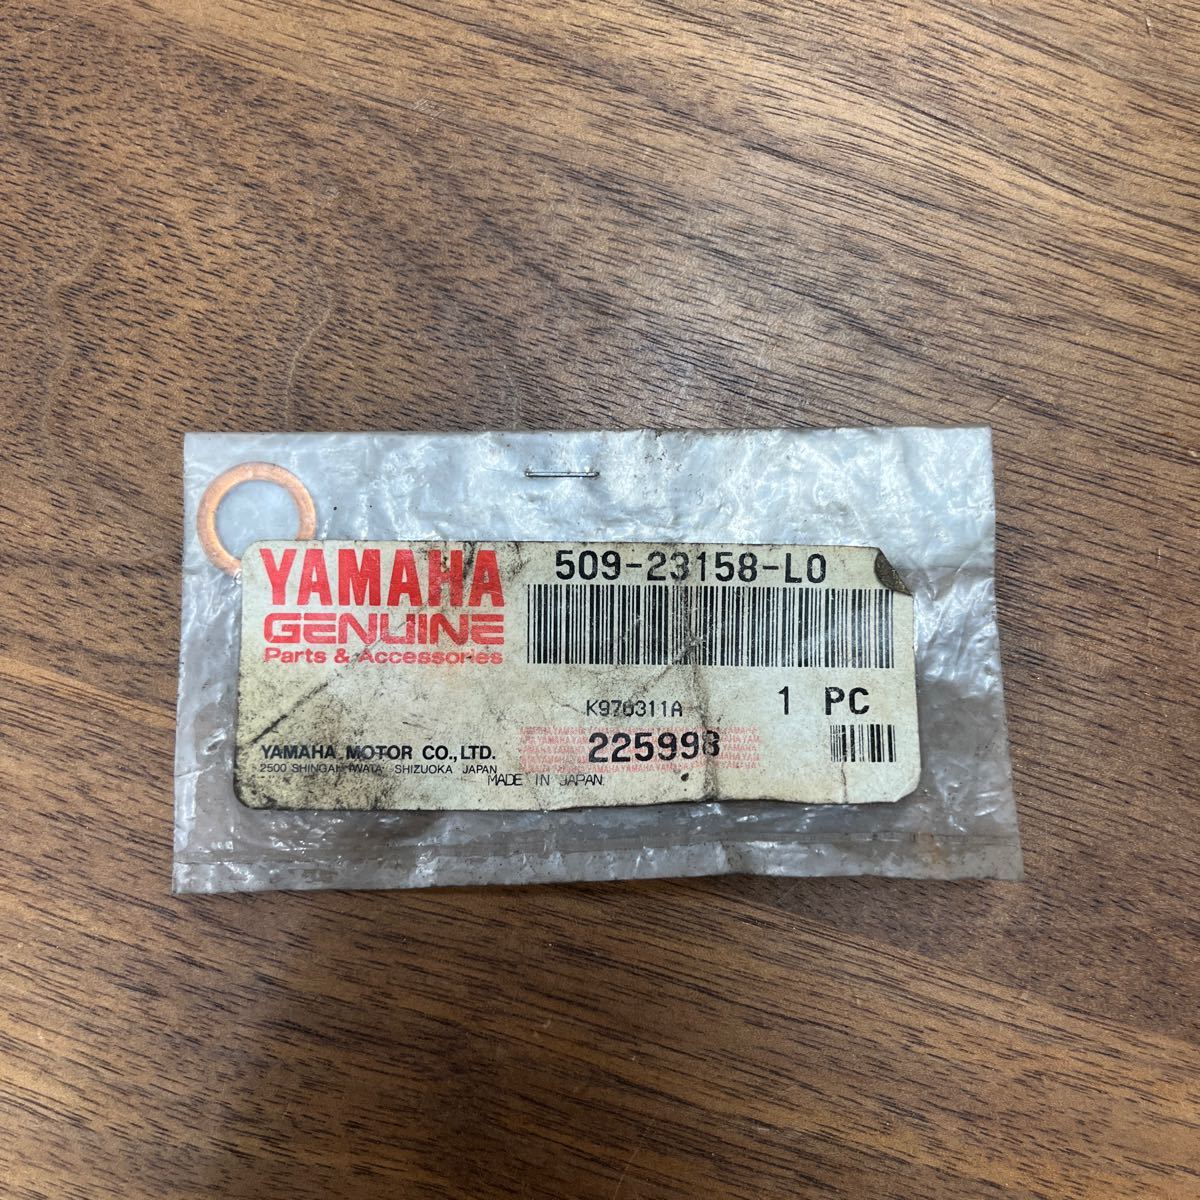 YAMAHA
GENUINE
Parts & Accessories
509-23158-L0
K970311A
1 PC
225998
YAMAHA MOTOR CO., LTD.
2500 SHINGAI IWATA SHIZUOKA JAPAN
MADE IN JAPAN